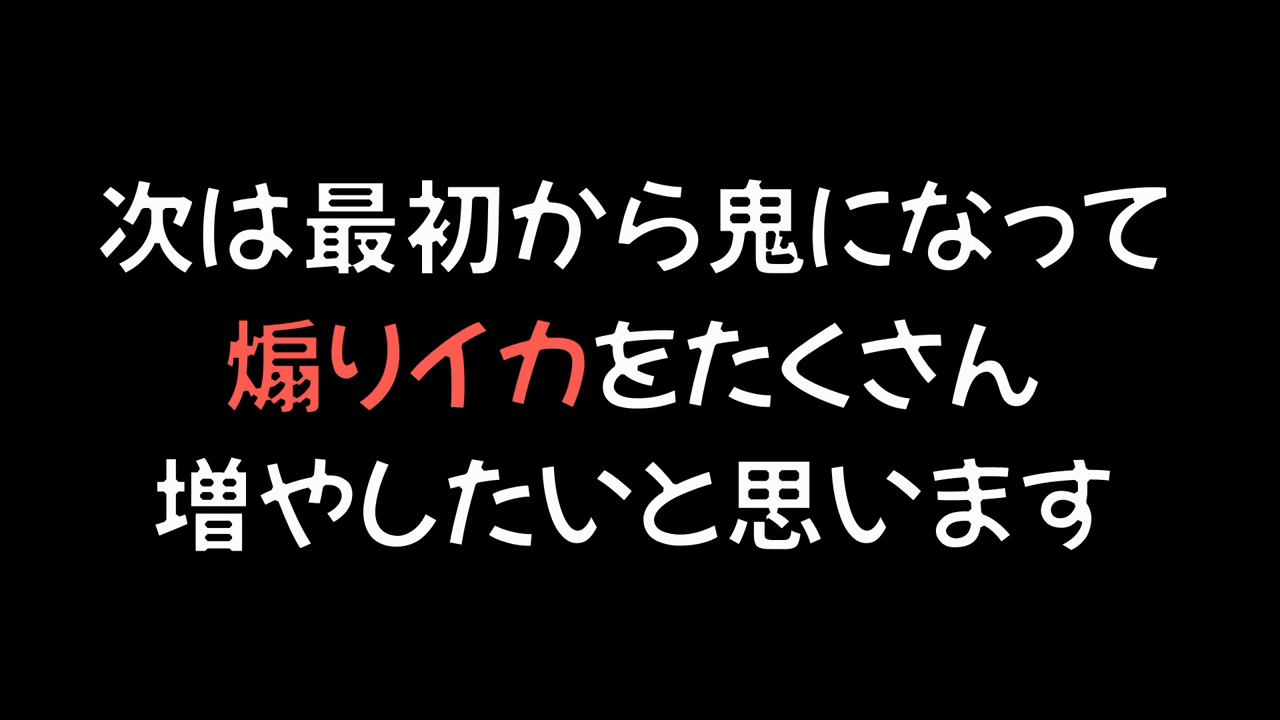 次は最初から鬼になって
煽りイカをたくさん
増やしたいと思います